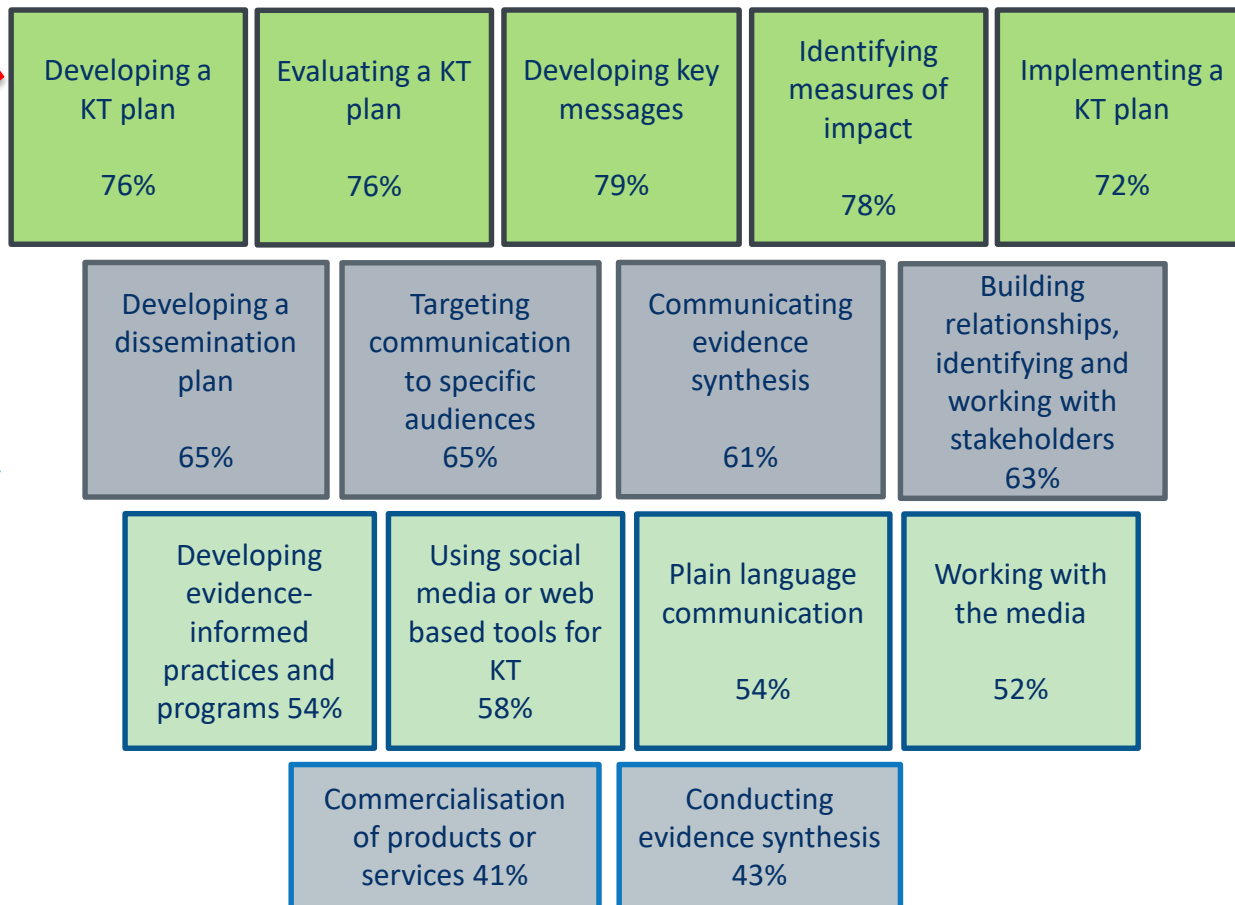 Developing a
KT plan
76%
Evaluating a KT
plan
76%
Developing key
messages
79%
Identifying
measures of
impact
78%
Implementing a
KT plan
72%
Developing a
dissemination
plan
65%
Targeting
communication
to specific
audiences
65%
Communicating
evidence
synthesis
61%
Building
relationships,
identifying and
working with
stakeholders
63%
Developing
evidence-
informed
practices and
programs 54%
Using social
media or web
based tools for
KT
58%
Plain language
communication
54%
Working with
the media
52%
Commercialisation
of products or
services 41%
Conducting
evidence synthesis
43%